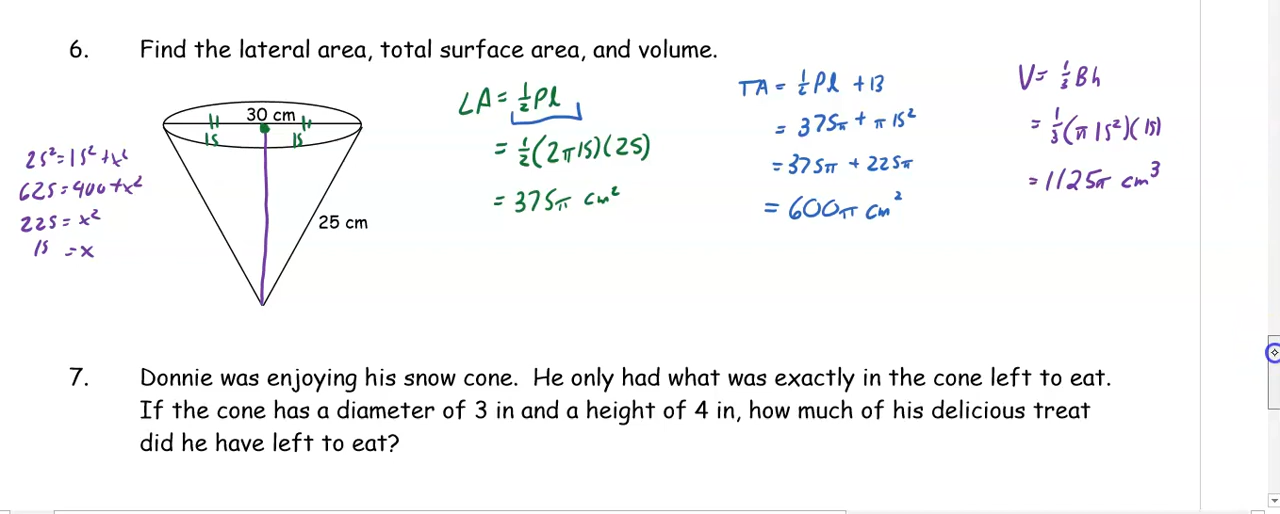 6. Find the lateral area, total surface area, and volume.
30 cm
15 15
25 cm
25² = 15² + x²
625 = 400 + x²
225 = x²
15 = x
LA = ½Pl
= ½(2π15)(25)
= 375π cm²
TA = ½Pl + B
= 375π + π15²
= 375π + 225π
= 600π cm²
V = ⅓Bh
= ⅓(π15²)(15)
= 1125π cm³
7. Donnie was enjoying his snow cone. He only had what was exactly in the cone left to eat.
If the cone has a diameter of 3 in and a height of 4 in, how much of his delicious treat
did he have left to eat?